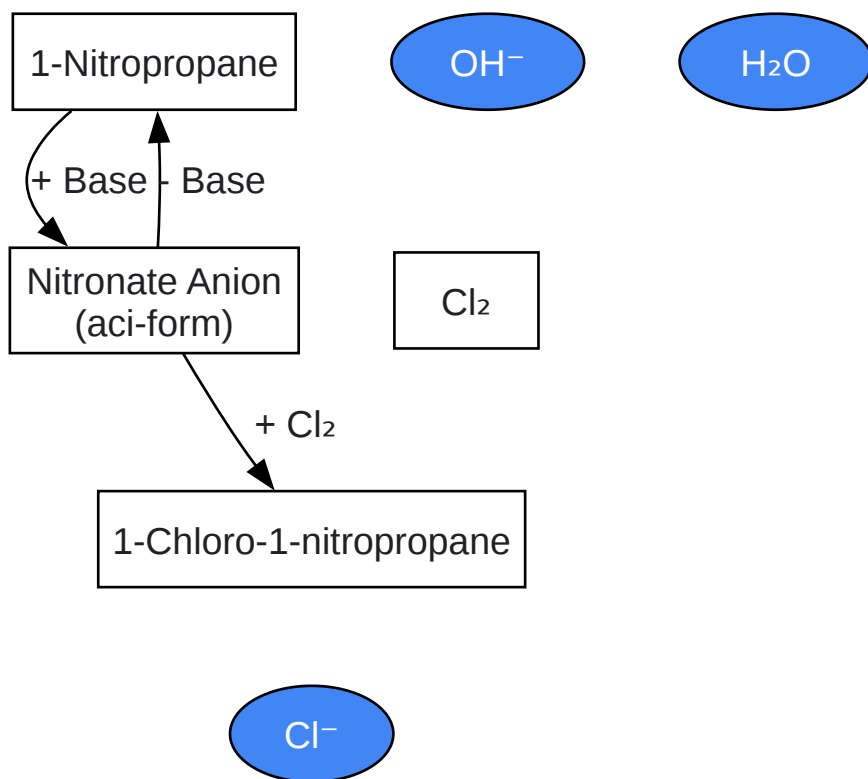 1-Nitropropane
OH⁻
H₂O
+ Base
- Base
Nitronate Anion
(aci-form)
Cl₂
+ Cl₂
1-Chloro-1-nitropropane
Cl⁻